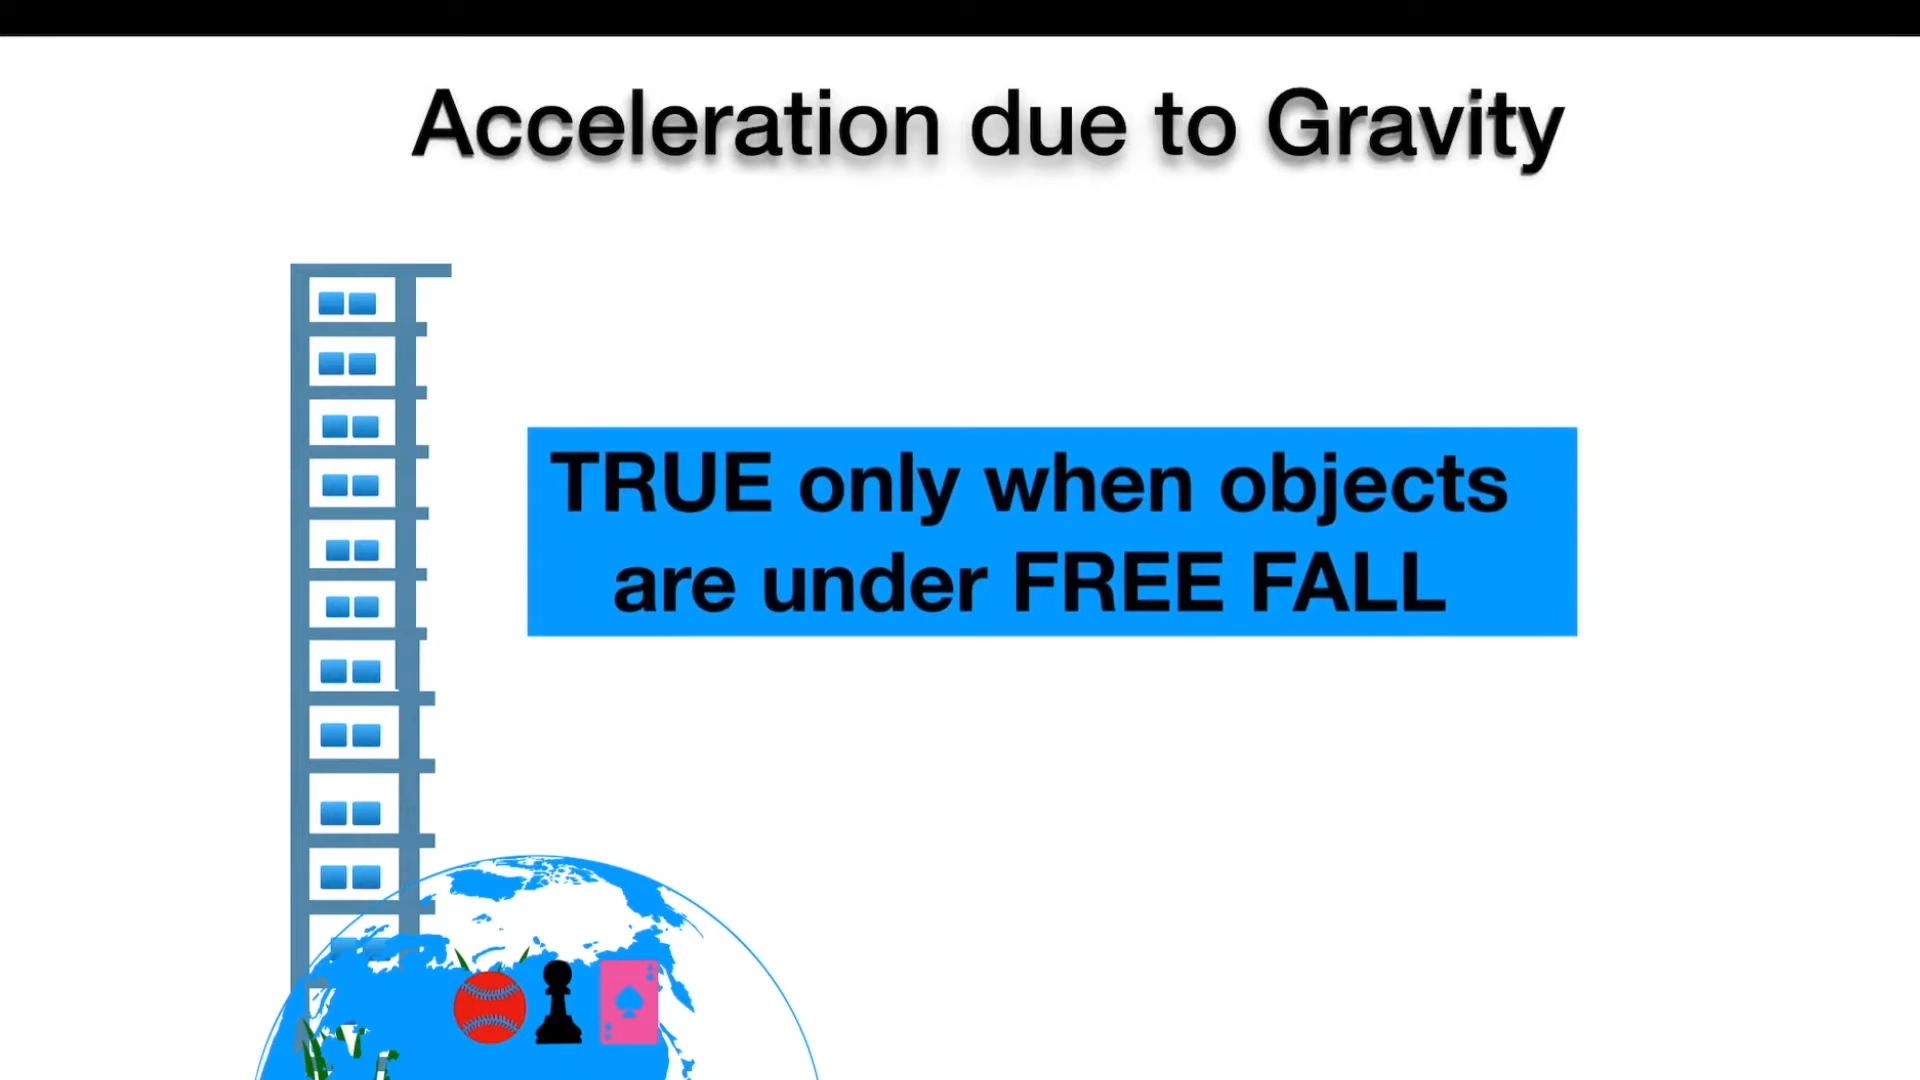 Acceleration due to Gravity
TRUE only when objects
are under FREE FALL